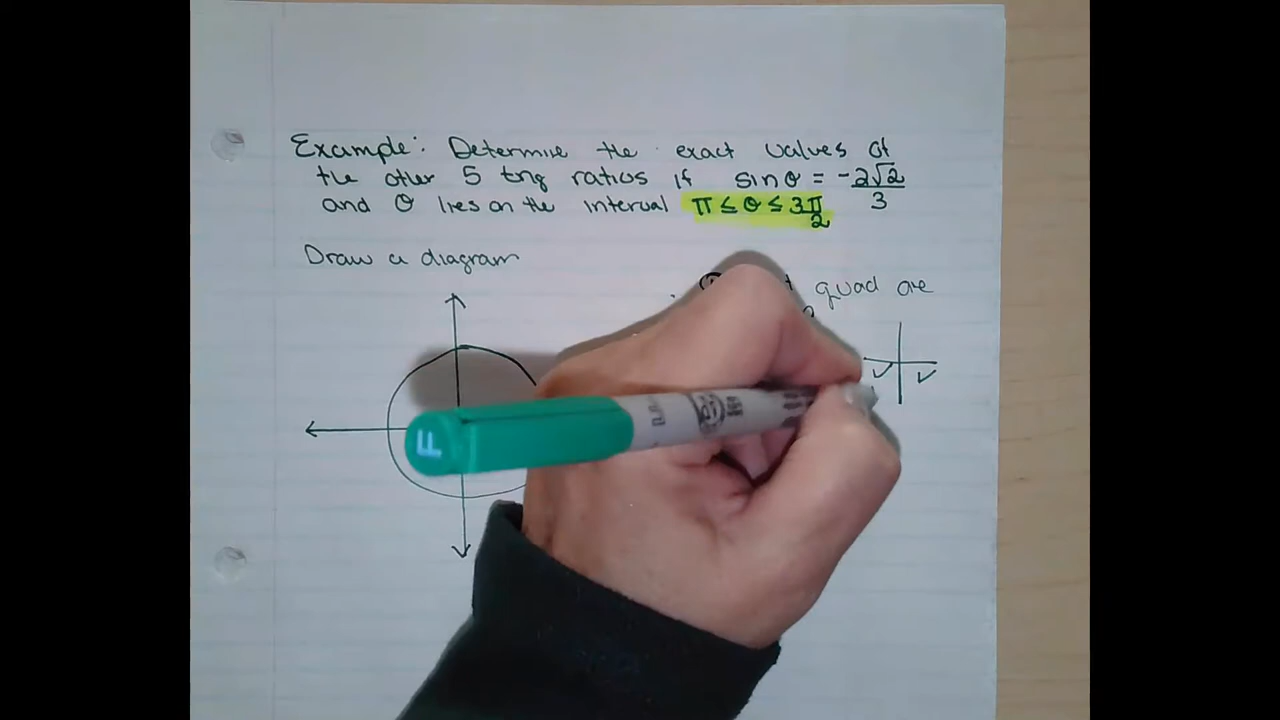 Example: Determine the exact values of
the other 5 trig ratios if sinθ = -2√2/3
and θ lies on the interval π ≤ θ ≤ 3π/2
Draw a diagram
quad are
F